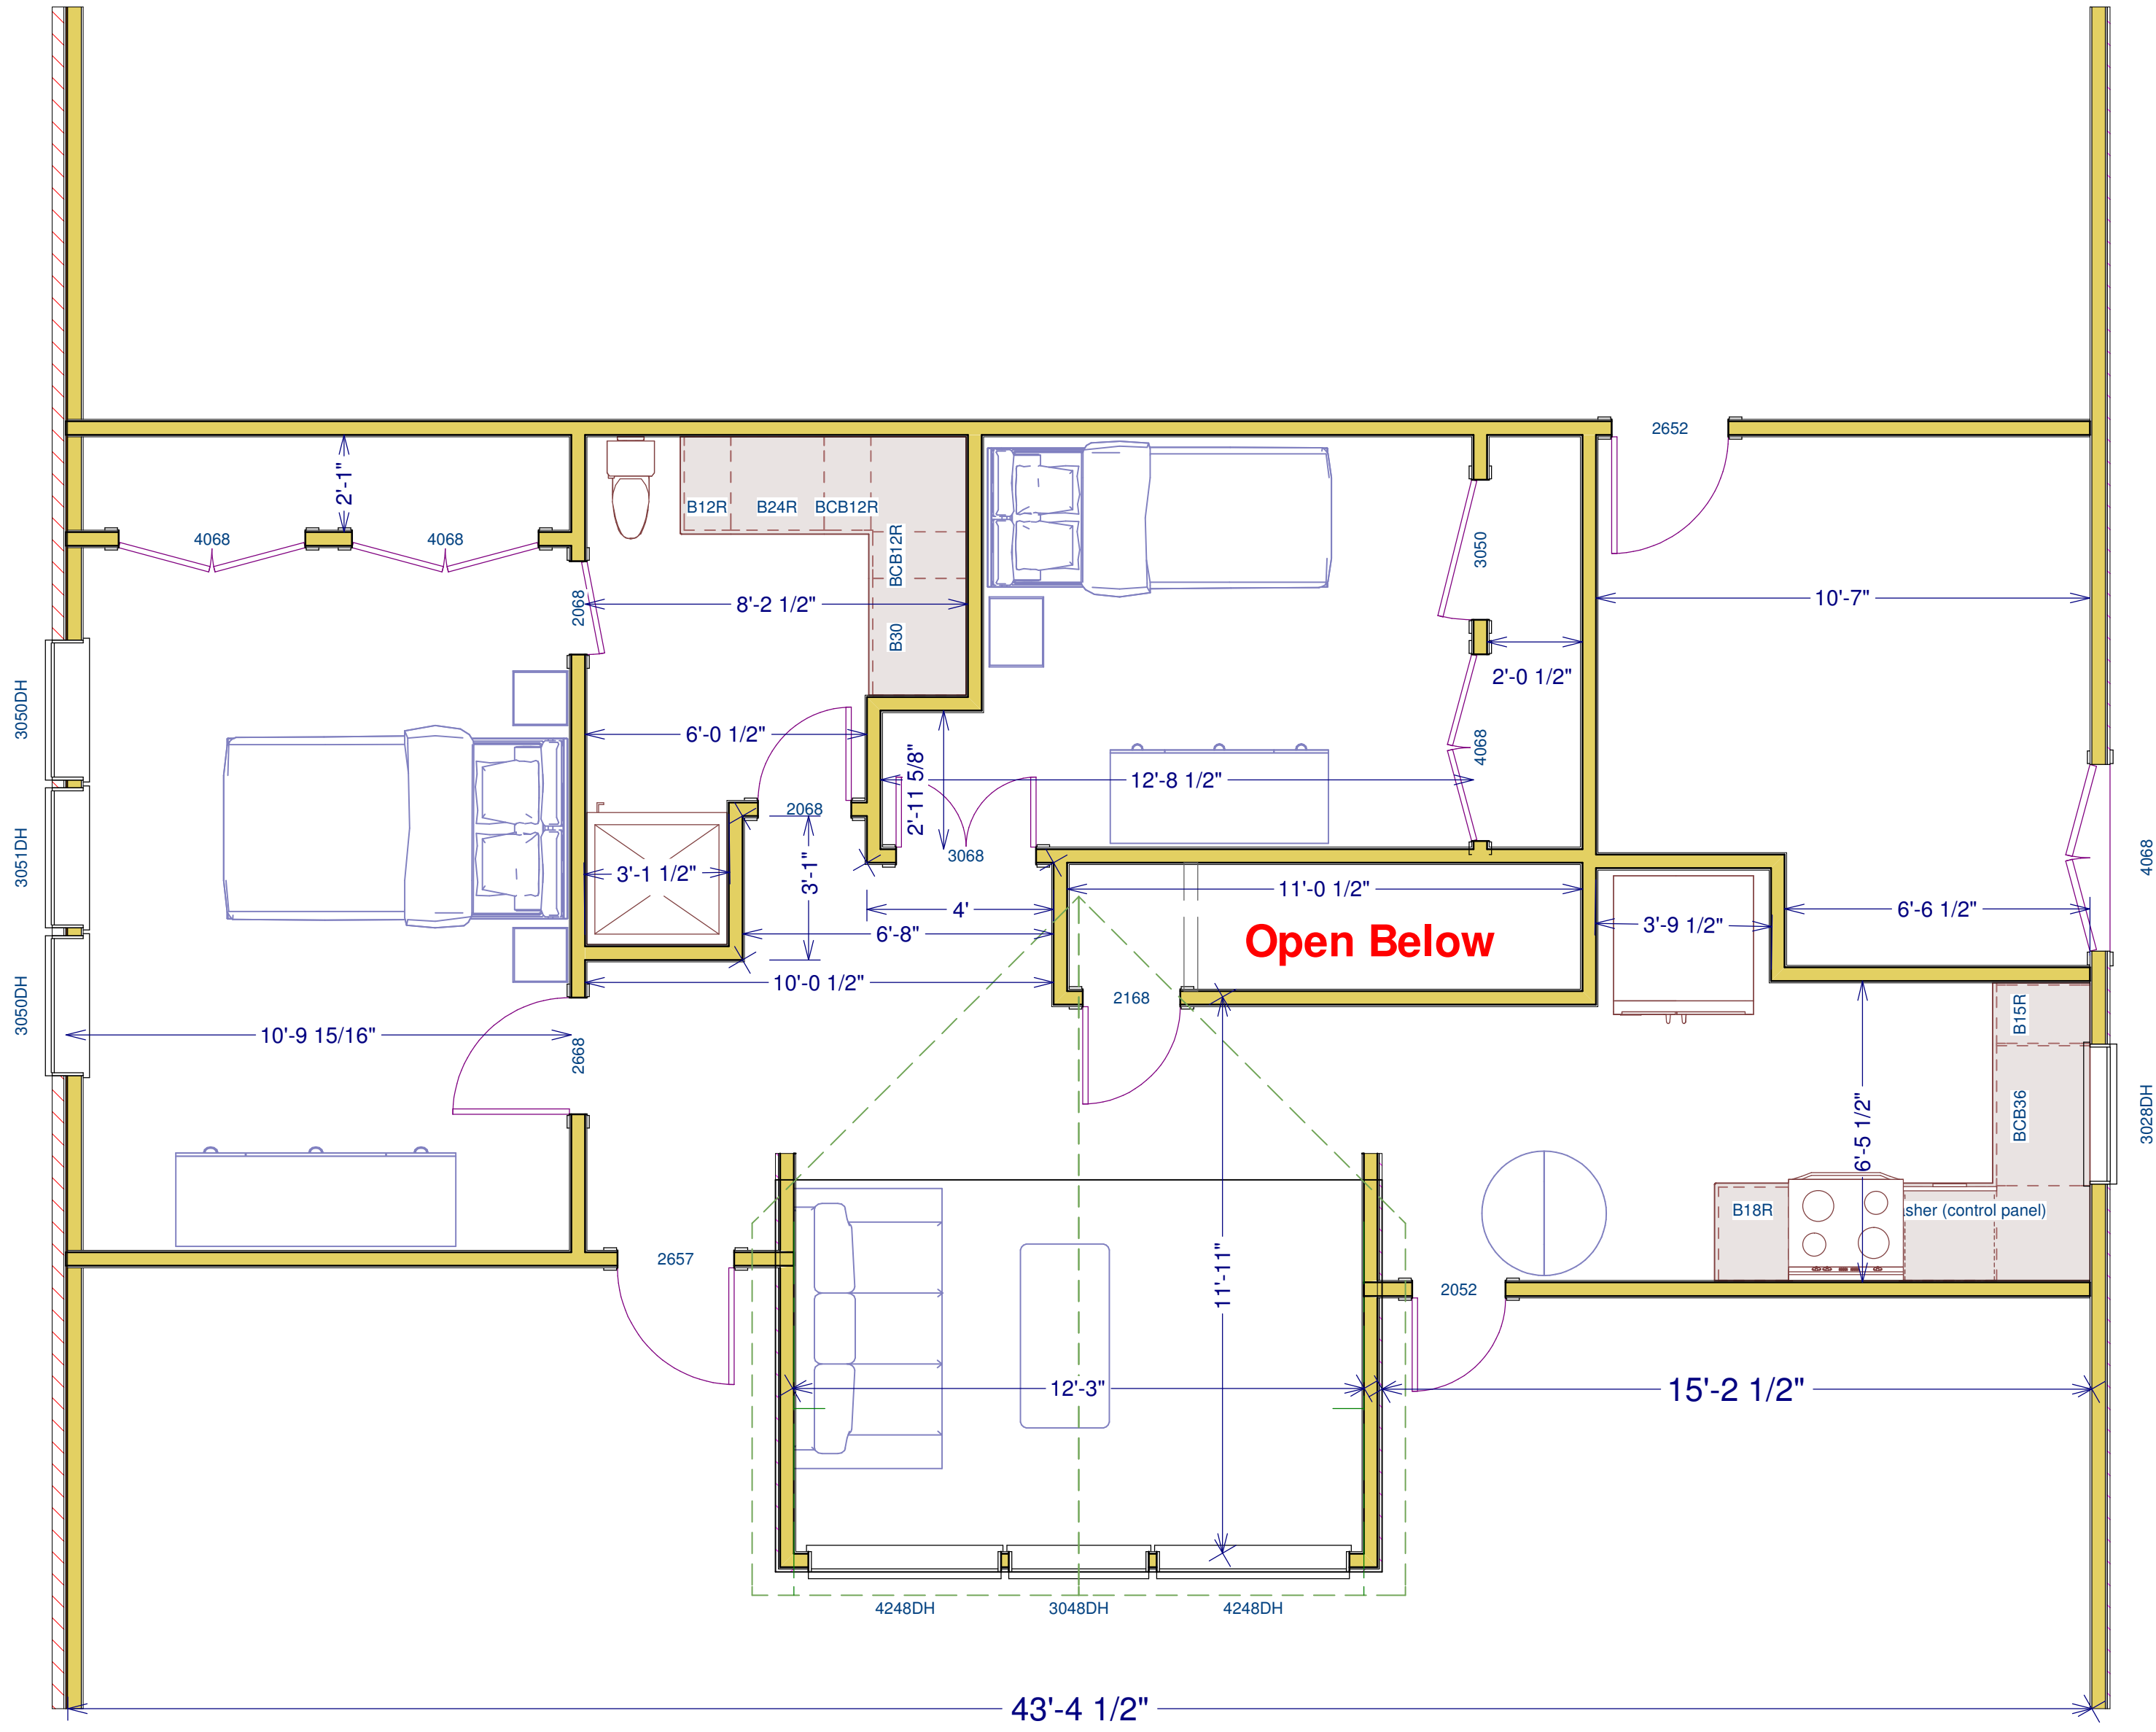 2652
2'-1"
B12R
B24R
BCB12R
4068
4068
BCB12R
3050
2068
8'-2 1/2"
10'-7"
B30
2'-0 1/2"
3050DH
6'-0 1/2"
4068
2'-11 5/8"
12'-8 1/2"
2068
3051DH
3068
4068
3'-1 1/2"
3'-1"
11'-0 1/2"
4'
6'-6 1/2"
6'-8"
Open Below
3'-9 1/2"
10'-0 1/2"
2168
3050DH
B15R
10'-9 15/16"
2668
BCB36
3028DH
6'-5 1/2"
B18R
sher (control panel)
2657
11'-11"
2052
12'-3"
15'-2 1/2"
4248DH
3048DH
4248DH
43'-4 1/2"